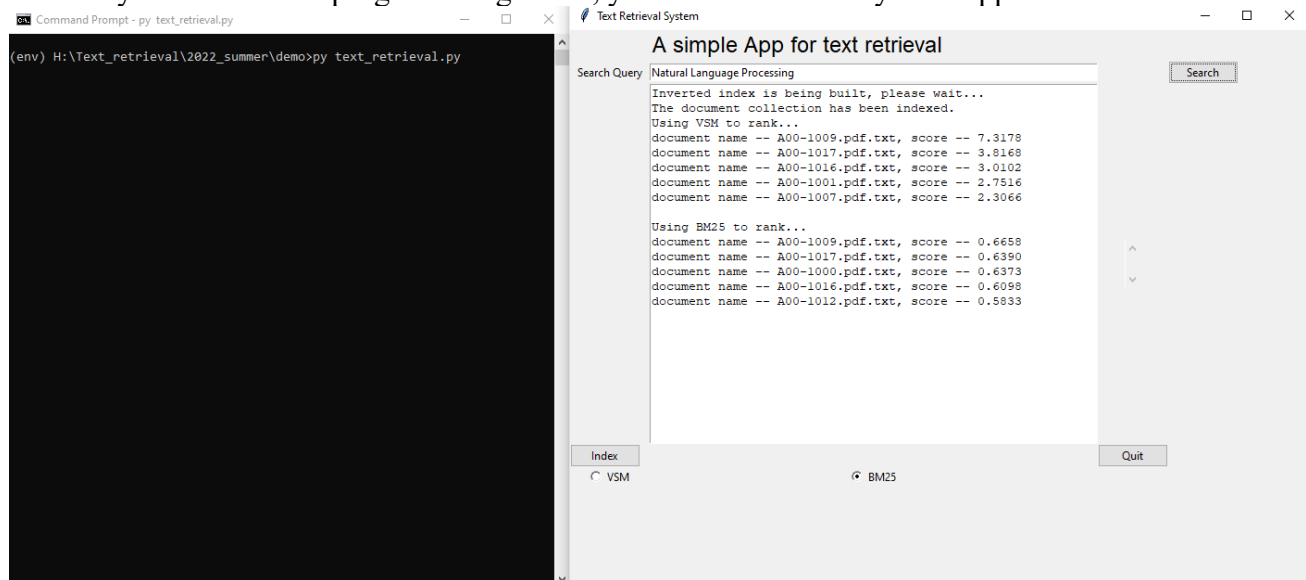 Command Prompt - py text_retrieval.py
(env) H:\Text_retrieval\2022_summer\demo>py text_retrieval.py
Text Retrieval System
A simple App for text retrieval
Search Query Natural Language Processing Search
Inverted index is being built, please wait...
The document collection has been indexed.
Using VSM to rank...
document name -- A00-1009.pdf.txt, score -- 7.3178
document name -- A00-1017.pdf.txt, score -- 3.8168
document name -- A00-1016.pdf.txt, score -- 3.0102
document name -- A00-1001.pdf.txt, score -- 2.7516
document name -- A00-1007.pdf.txt, score -- 2.3066
Using BM25 to rank...
document name -- A00-1009.pdf.txt, score -- 0.6658
document name -- A00-1017.pdf.txt, score -- 0.6390
document name -- A00-1000.pdf.txt, score -- 0.6373
document name -- A00-1016.pdf.txt, score -- 0.6098
document name -- A00-1012.pdf.txt, score -- 0.5833
Index Quit
VSM BM25